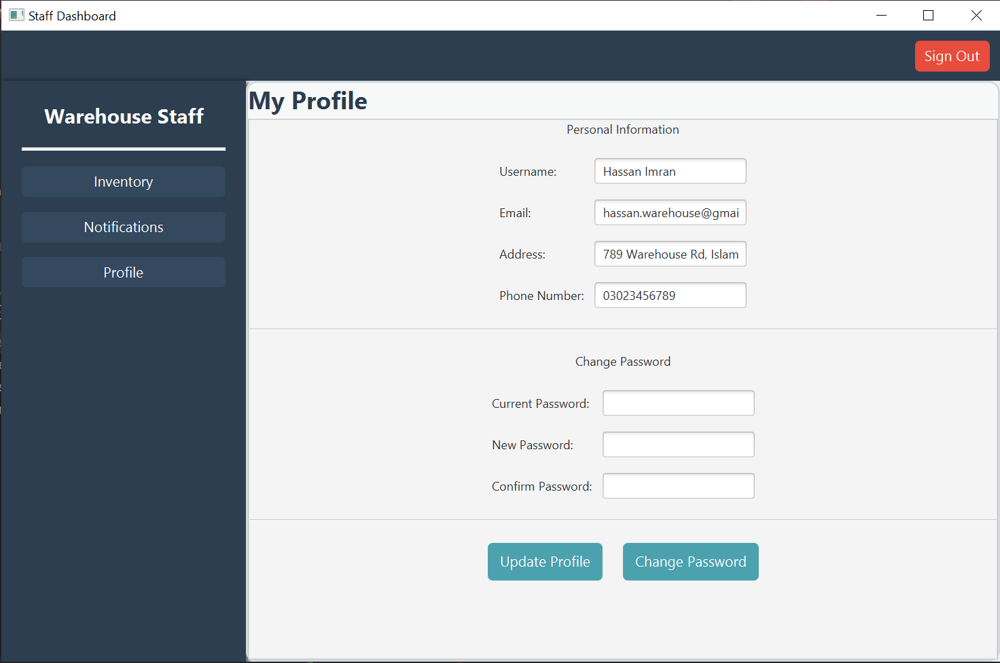 Staff Dashboard
Sign Out
Warehouse Staff
Inventory
Notifications
Profile
My Profile
Personal Information
Username: Hassan Imran
Email: hassan.warehouse@gmai
Address: 789 Warehouse Rd, Islam
Phone Number: 03023456789
Change Password
Current Password:
New Password:
Confirm Password:
Update Profile Change Password